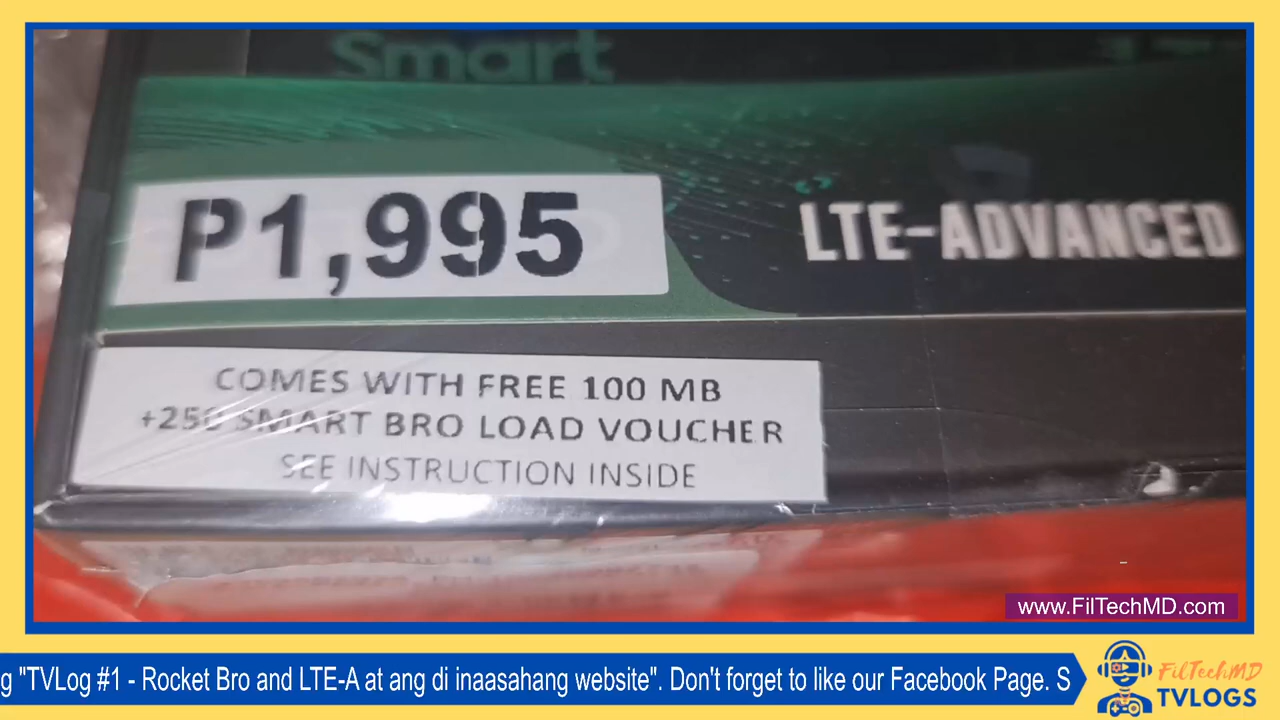 Smart
P1,995
LTE-ADVANCED
COMES WITH FREE 100 MB
+250 SMART BRO LOAD VOUCHER
SEE INSTRUCTION INSIDE
www.FilTechMD.com
g "TVLog #1 - Rocket Bro and LTE-A at ang di inaasahang website". Don't forget to like our Facebook Page. S
FilTechMD
TVLOGS